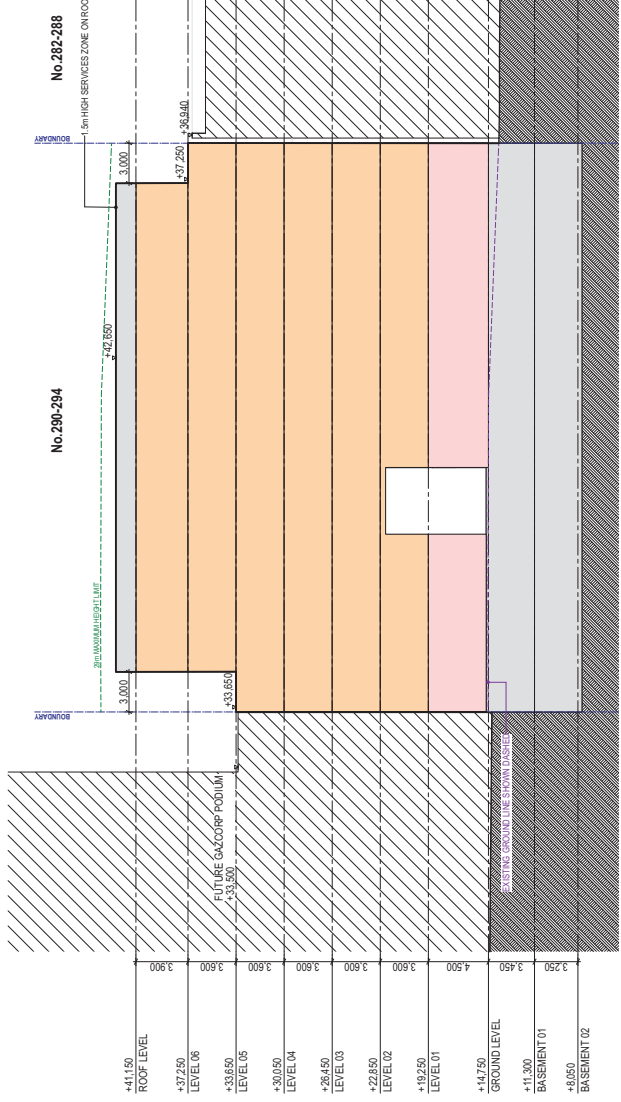 No.290-294
No.282-288
1.5m HIGH SERVICES ZONE ON ROO
BOUNDARY
BOUNDARY
29m MAXIMUM HEIGHT LIMIT
+42,650
3,000
3,000
+37,250
+36,940
+33,650
FUTURE GAZCORP PODIUM
+33,500
EXISTING GROUND LINE SHOWN DASHED
3,900
3,600
3,600
3,600
3,600
3,600
4,500
3,450
3,250
+41,150
ROOF LEVEL
+37,250
LEVEL 06
+33,650
LEVEL 05
+30,050
LEVEL 04
+26,450
LEVEL 03
+22,850
LEVEL 02
+19,250
LEVEL 01
+14,750
GROUND LEVEL
+11,300
BASEMENT 01
+8,050
BASEMENT 02